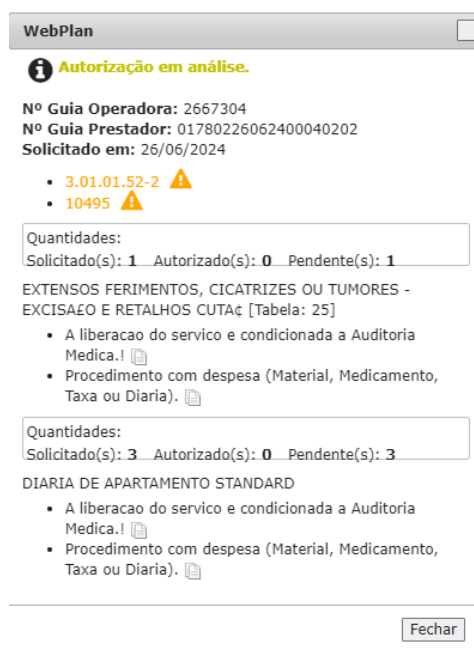 WebPlan
Autorização em análise.
Nº Guia Operadora: 2667304
Nº Guia Prestador: 01780226062400040202
Solicitado em: 26/06/2024
3.01.01.52-2
10495
Quantidades:
Solicitado(s): 1 Autorizado(s): 0 Pendente(s): 1
EXTENSOS FERIMENTOS, CICATRIZES OU TUMORES -
EXCISA£O E RETALHOS CUTA¢ [Tabela: 25]
A liberacao do servico e condicionada a Auditoria
Medica.!
Procedimento com despesa (Material, Medicamento,
Taxa ou Diaria).
Quantidades:
Solicitado(s): 3 Autorizado(s): 0 Pendente(s): 3
DIARIA DE APARTAMENTO STANDARD
A liberacao do servico e condicionada a Auditoria
Medica.!
Procedimento com despesa (Material, Medicamento,
Taxa ou Diaria).
Fechar